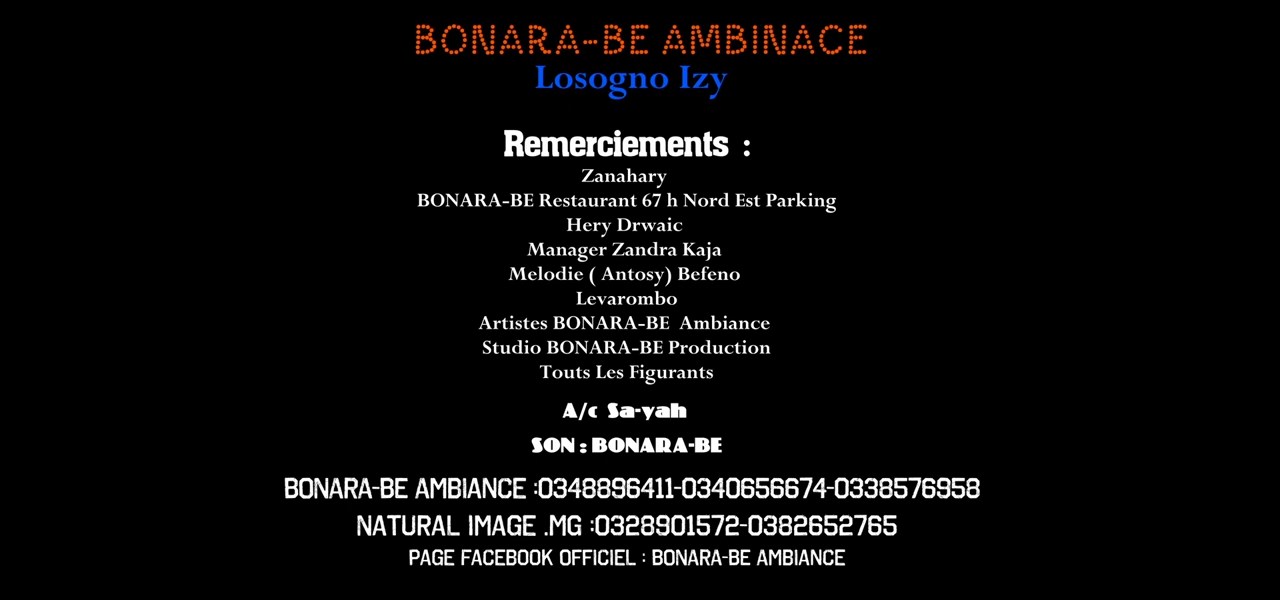 BONARA-BE AMBINACE
Losogno Izy
Remerciements :
Zanahary
BONARA-BE Restaurant 67 h Nord Est Parking
Hery Drwaic
Manager Zandra Kaja
Melodie ( Antosy) Befeno
Levarombo
Artistes BONARA-BE Ambiance
Studio BONARA-BE Production
Touts Les Figurants
A/c Sa-yah
SON : BONARA-BE
BONARA-BE AMBIANCE :0348896411-0340656674-0338576958
NATURAL IMAGE .MG :0328901572-0382652765
PAGE FACEBOOK OFFICIEL : BONARA-BE AMBIANCE